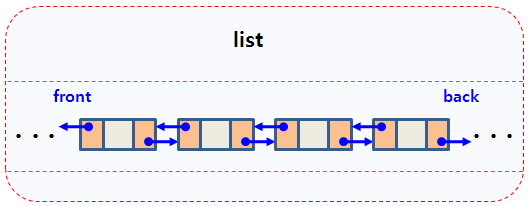 list
front
back
. . .
. . .